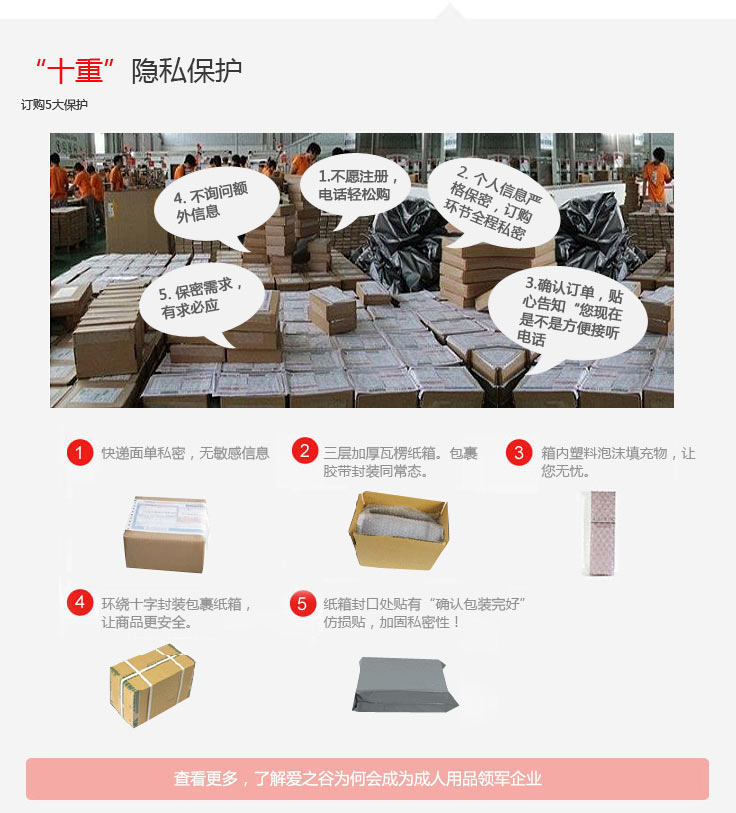 “十重”隐私保护
订购5大保护
4. 不询问额
外信息
1.不愿注册，
电话轻松购
2. 个人信息严
格保密，订购
环节全程私密
5. 保密需求，
有求必应
3.确认订单，贴
心告知“您现在
是不是方便接听
电话
1 快递面单私密，无敏感信息
2 三层加厚瓦楞纸箱。包裹
胶带封装同常态。
3 箱内塑料泡沫填充物，让
您无忧。
4 环绕十字封装包裹纸箱，
让商品更安全。
5 纸箱封口处贴有“确认包装完好”
仿损贴，加固私密性！
查看更多，了解爱之谷为何会成为成人用品领军企业